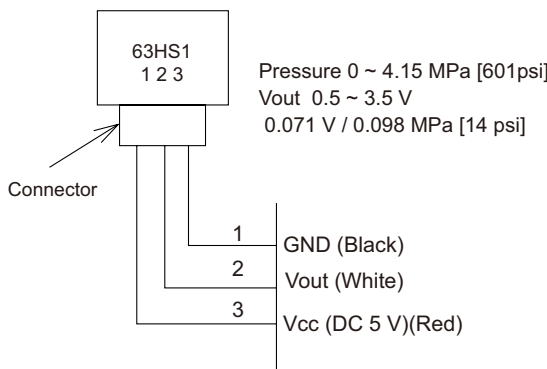 63HS1
1 2 3
Pressure 0 ~ 4.15 MPa [601psi]
Vout 0.5 ~ 3.5 V
0.071 V / 0.098 MPa [14 psi]
Connector
1
GND (Black)
2
Vout (White)
3
Vcc (DC 5 V)(Red)